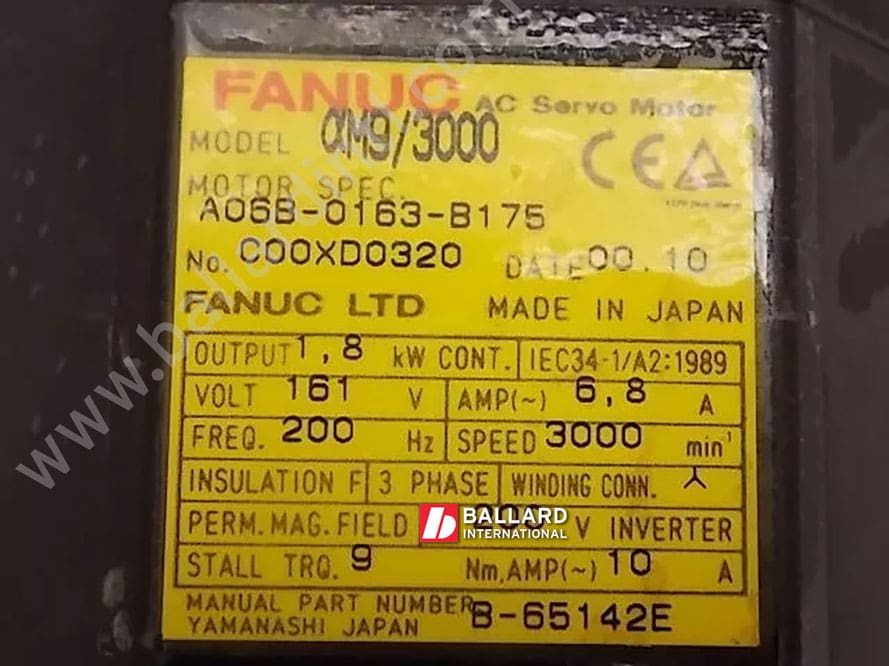 FANUC AC Servo Motor
MODEL αM9/3000
CE
MOTOR SPEC.
A06B-0163-B175
No. C00XD0320 DATE 00.10
FANUC LTD MADE IN JAPAN
OUTPUT 1,8 kW CONT. IEC34-1/A2:1989
VOLT 161 V AMP(~) 6,8 A
FREQ. 200 Hz SPEED 3000 min⁻¹
INSULATION F 3 PHASE WINDING CONN.
PERM.MAG.FIELD V INVERTER
BALLARD
INTERNATIONAL
STALL TRQ. 9 Nm,AMP(~) 10 A
MANUAL PART NUMBER B-65142E
YAMANASHI JAPAN